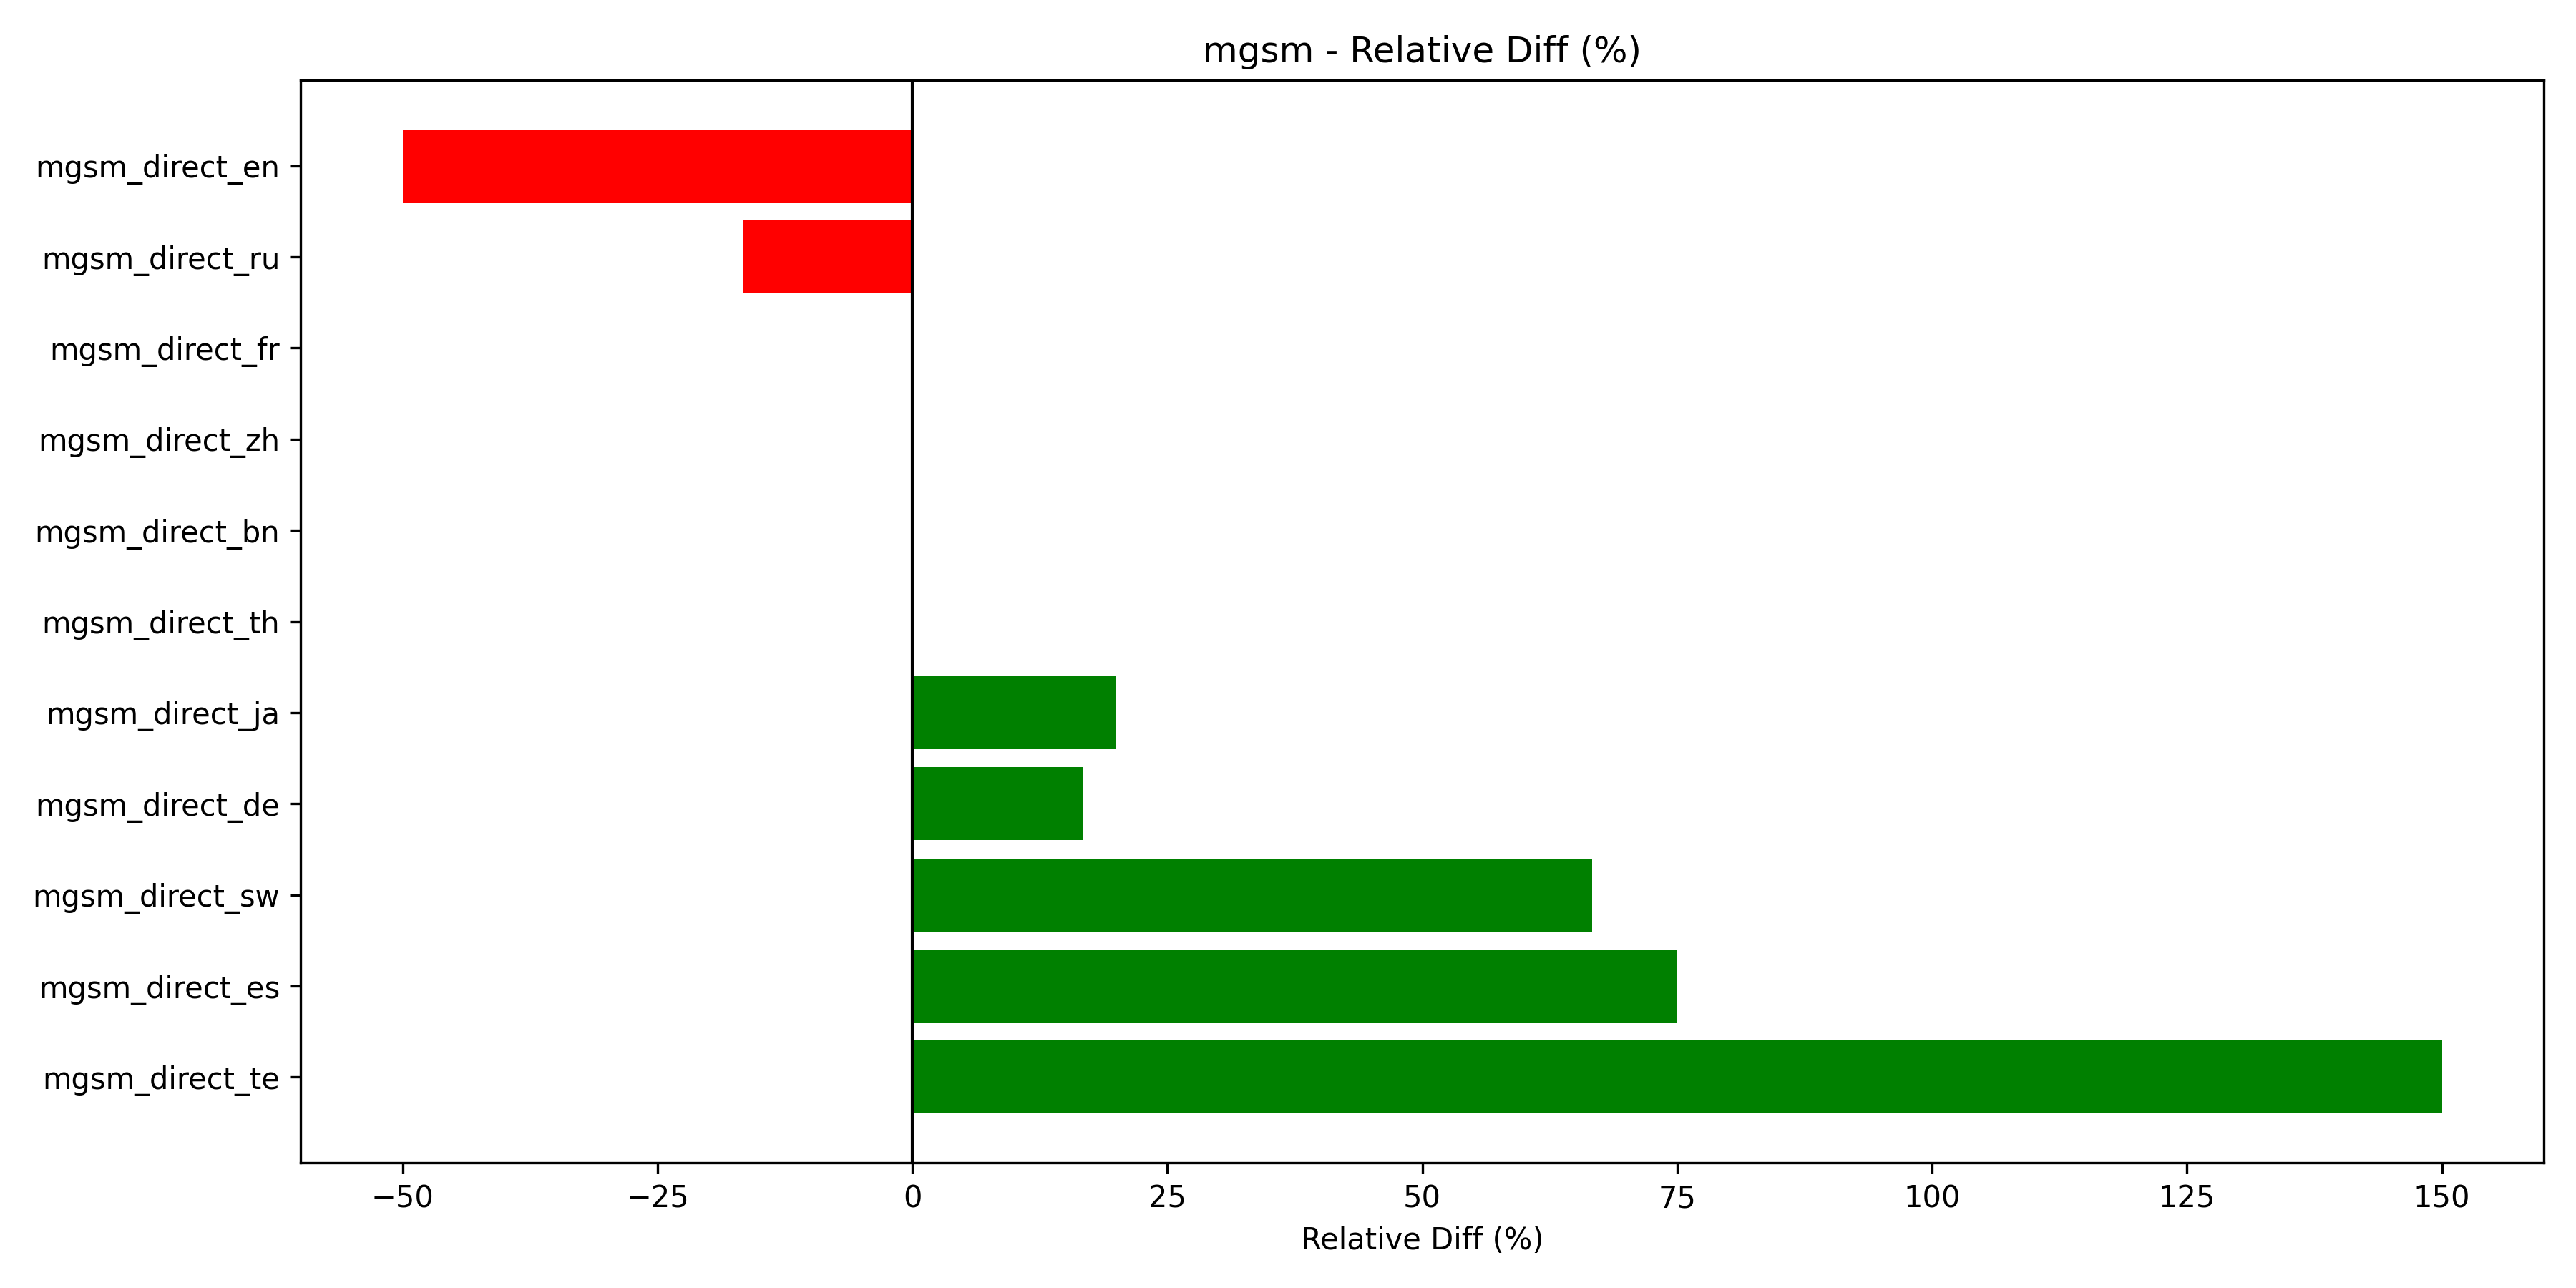 mgsm - Relative Diff (%)
mgsm_direct_en
mgsm_direct_ru
mgsm_direct_fr
mgsm_direct_zh
mgsm_direct_bn
mgsm_direct_th
mgsm_direct_ja
mgsm_direct_de
mgsm_direct_sw
mgsm_direct_es
mgsm_direct_te
−50 −25 0 25 50 75 100 125 150
Relative Diff (%)